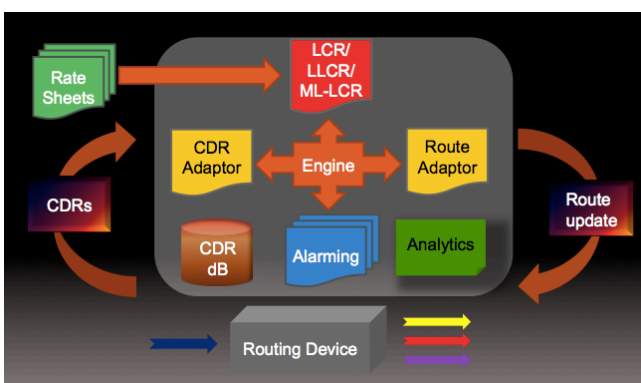 LCR/
LLCR/
ML-LCR
Rate
Sheets
CDR
Adaptor
Engine
Route
Adaptor
CDRs
Route
update
CDR
dB
Alarming
Analytics
Routing Device